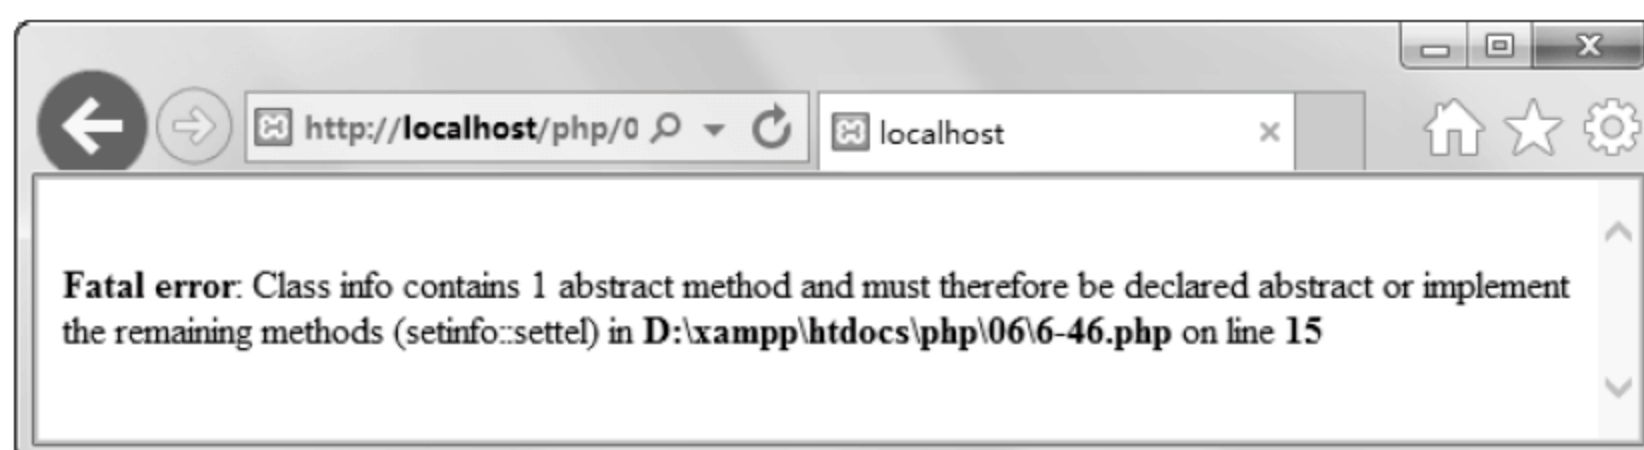 http://localhost/php/0
localhost
Fatal error: Class info contains 1 abstract method and must therefore be declared abstract or implement
the remaining methods (setinfo::settel) in D:\xampp\htdocs\php\06\6-46.php on line 15